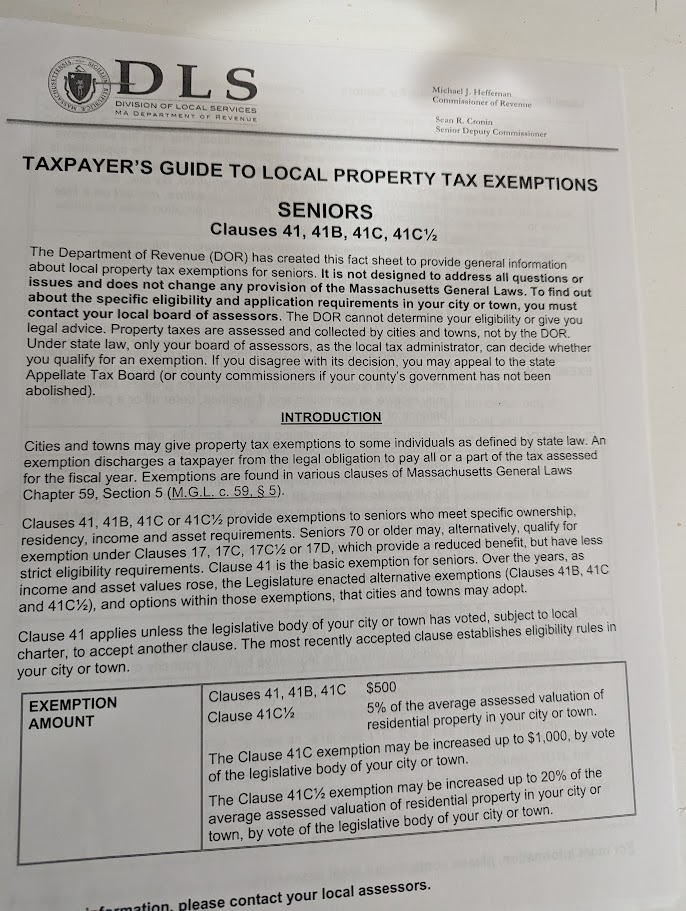 DLS
DIVISION OF LOCAL SERVICES
MA DEPARTMENT OF REVENUE
Michael J. Heffernan
Commissioner of Revenue
Sean R. Cronin
Senior Deputy Commissioner
TAXPAYER'S GUIDE TO LOCAL PROPERTY TAX EXEMPTIONS
SENIORS
Clauses 41, 41B, 41C, 41C½
The Department of Revenue (DOR) has created this fact sheet to provide general information
about local property tax exemptions for seniors. It is not designed to address all questions or
issues and does not change any provision of the Massachusetts General Laws. To find out
about the specific eligibility and application requirements in your city or town, you must
contact your local board of assessors. The DOR cannot determine your eligibility or give you
legal advice. Property taxes are assessed and collected by cities and towns, not by the DOR.
Under state law, only your board of assessors, as the local tax administrator, can decide whether
you qualify for an exemption. If you disagree with its decision, you may appeal to the state
Appellate Tax Board (or county commissioners if your county's government has not been
abolished).
INTRODUCTION
Cities and towns may give property tax exemptions to some individuals as defined by state law. An
exemption discharges a taxpayer from the legal obligation to pay all or a part of the tax assessed
for the fiscal year. Exemptions are found in various clauses of Massachusetts General Laws
Chapter 59, Section 5 (M.G.L. c. 59, § 5).
Clauses 41, 41B, 41C or 41C½ provide exemptions to seniors who meet specific ownership,
residency, income and asset requirements. Seniors 70 or older may, alternatively, qualify for
exemption under Clauses 17, 17C, 17C½ or 17D, which provide a reduced benefit, but have less
strict eligibility requirements. Clause 41 is the basic exemption for seniors. Over the years, as
income and asset values rose, the Legislature enacted alternative exemptions (Clauses 41B, 41C
and 41C½), and options within those exemptions, that cities and towns may adopt.
Clause 41 applies unless the legislative body of your city or town has voted, subject to local
charter, to accept another clause. The most recently accepted clause establishes eligibility rules in
your city or town.
EXEMPTION
AMOUNT
Clauses 41, 41B, 41C $500
Clause 41C½ 5% of the average assessed valuation of
residential property in your city or town.
The Clause 41C exemption may be increased up to $1,000, by vote
of the legislative body of your city or town.
The Clause 41C½ exemption may be increased up to 20% of the
average assessed valuation of residential property in your city or
town, by vote of the legislative body of your city or town.
information, please contact your local assessors.